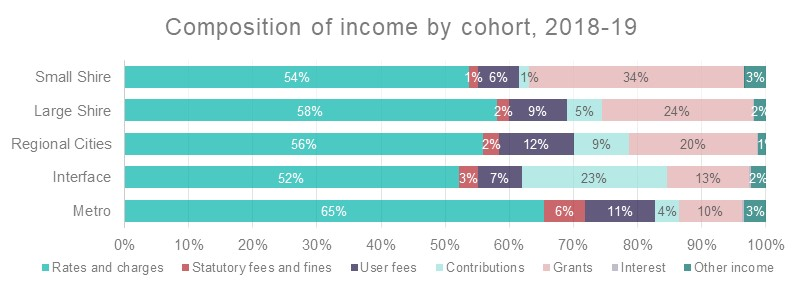 Composition of income by cohort, 2018-19
Small Shire 54% 1% 6% 1% 34% 3%
Large Shire 58% 2% 9% 5% 24% 2%
Regional Cities 56% 2% 12% 9% 20% 1%
Interface 52% 3% 7% 23% 13% 2%
Metro 65% 6% 11% 4% 10% 3%
0% 10% 20% 30% 40% 50% 60% 70% 80% 90% 100%
Rates and charges Statutory fees and fines User fees Contributions Grants Interest Other income